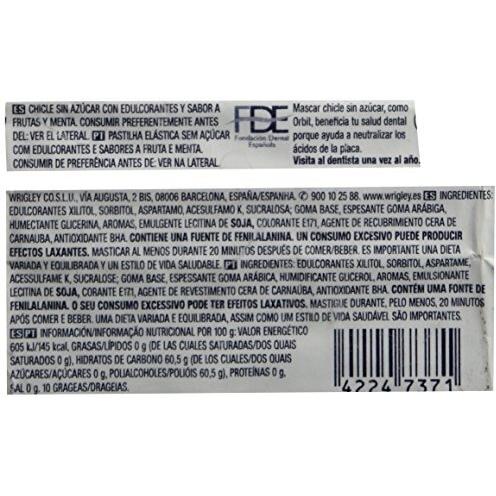 ES CHICLE SIN AZÚCAR CON EDULCORANTES Y SABOR A
FRUTAS Y MENTA. CONSUMIR PREFERENTEMENTE ANTES
DEL: VER EL LATERAL. PT PASTILHA ELÁSTICA SEM AÇÚCAR
COM EDULCORANTES E SABORES A FRUTA E MENTA.
CONSUMIR DE PREFERÊNCIA ANTES DE: VER NA LATERAL.
FDE
Fundación Dental
Española
Mascar chicle sin azúcar, como
Orbit, beneficia tu salud dental
porque ayuda a neutralizar los
ácidos de la placa.
Visita al dentista una vez al año.
WRIGLEY CO.S.L.U., VÍA AUGUSTA, 2 BIS, 08006 BARCELONA, ESPAÑA/ESPANHA. ✆ 900 10 25 88. www.wrigley.es ES INGREDIENTES:
EDULCORANTES XILITOL, SORBITOL, ASPARTAMO, ACESULFAMO K, SUCRALOSA; GOMA BASE, ESPESANTE GOMA ARÁBIGA,
HUMECTANTE GLICERINA, AROMAS, EMULGENTE LECITINA DE SOJA, COLORANTE E171, AGENTE DE RECUBRIMIENTO CERA DE
CARNAUBA, ANTIOXIDANTE BHA. CONTIENE UNA FUENTE DE FENILALANINA. UN CONSUMO EXCESIVO PUEDE PRODUCIR
EFECTOS LAXANTES. MASTICAR AL MENOS DURANTE 20 MINUTOS DESPUÉS DE COMER/BEBER. ES IMPORTANTE UNA DIETA
VARIADA Y EQUILIBRADA Y UN ESTILO DE VIDA SALUDABLE. PT INGREDIENTES: EDULCORANTES XILITOL, SORBITOL, ASPARTAME,
ACESSULFAME K, SUCRALOSE; GOMA BASE, ESPESSANTE GOMA ARÁBICA, HUMIDIFICANTE GLICEROL, AROMAS, EMULSIONANTE
LECITINA DE SOJA, CORANTE E171, AGENTE DE REVESTIMENTO CERA DE CARNAÚBA, ANTIOXIDANTE BHA. CONTÉM UMA FONTE DE
FENILALANINA. O SEU CONSUMO EXCESSIVO PODE TER EFEITOS LAXATIVOS. MASTIGUE DURANTE, PELO MENOS, 20 MINUTOS
APÓS COMER E BEBER. UMA DIETA VARIADA E EQUILIBRADA, ASSIM COMO UM ESTILO DE VIDA SAUDÁVEL SÃO IMPORTANTES.
ES PT INFORMACIÓN/INFORMAÇÃO NUTRICIONAL POR 100 g: VALOR ENERGÉTICO
605 kJ/145 kcal, GRASAS/LÍPIDOS 0 g (DE LAS CUALES SATURADAS/DOS QUAIS
SATURADOS 0 g), HIDRATOS DE CARBONO 60,5 g (DE LOS CUALES/DOS QUAIS
AZÚCARES/AÇÚCARES 0 g, POLIALCOHOLES/POLIÓIS 60,5 g), PROTEÍNAS 0 g,
SAL 0 g. 10 GRAGEAS/DRAGEIAS.
4224 7371